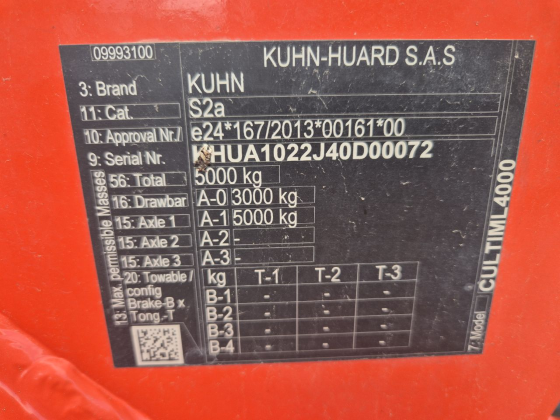 09993100 KUHN-HUARD S.A.S
3: Brand KUHN
11: Cat. S2a
10: Approval Nr./ e24*167/2013*00161*00
9: Serial Nr. WHUA1022J40D00072
13: Max. permissible Masses
56: Total 5000 kg
16: Drawbar A-0 3000 kg
15: Axle 1 A-1 5000 kg
15: Axle 2 A-2 -
15: Axle 3 A-3 -
20: Towable / kg T-1 T-2 T-3
config B-1 - - -
Brake-B x B-2 - - -
Tong.-T B-3 - - -
B-4 - - -
7: Model CULTIML4000